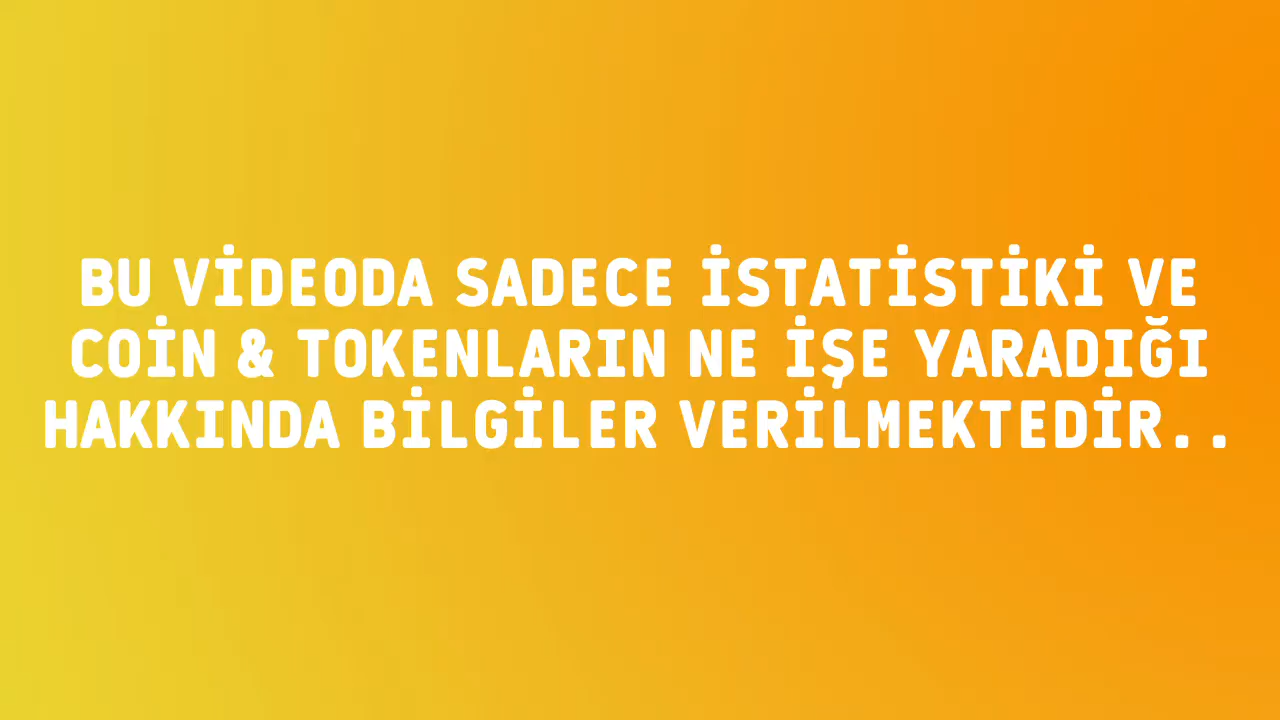 BU VİDEODA SADECE İSTATİSTİKİ VE
COİN & TOKENLARIN NE İŞE YARADIĞI
HAKKINDA BİLGİLER VERİLMEKTEDİR..